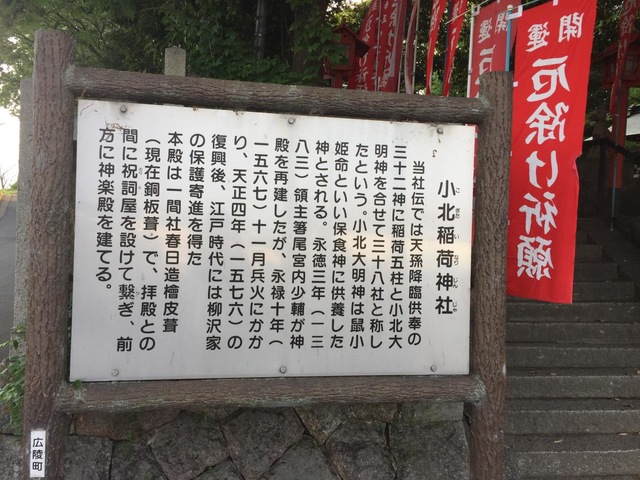 小北稲荷神社
当社伝では天孫降臨供奉の
三十二神に稲荷五柱と小北大
明神を合せて三十八社と称し
たという。小北大明神は鼠小
姫命といい保食神に供養した
神とされる。永徳三年（一三
八三）領主箸尾宮内少輔が神
殿を再建したが、永禄十年（
一五六七）十一月兵火にかか
り、天正四年（一五七六）の
復興後、江戸時代には柳沢家
の保護寄進を得た
本殿は一間社春日造檜皮葺
（現在銅板葺）で、拝殿との
間に祝詞屋を設けて繋ぎ、前
方に神楽殿を建てる。
広陵町
開運
厄除け祈願
開運